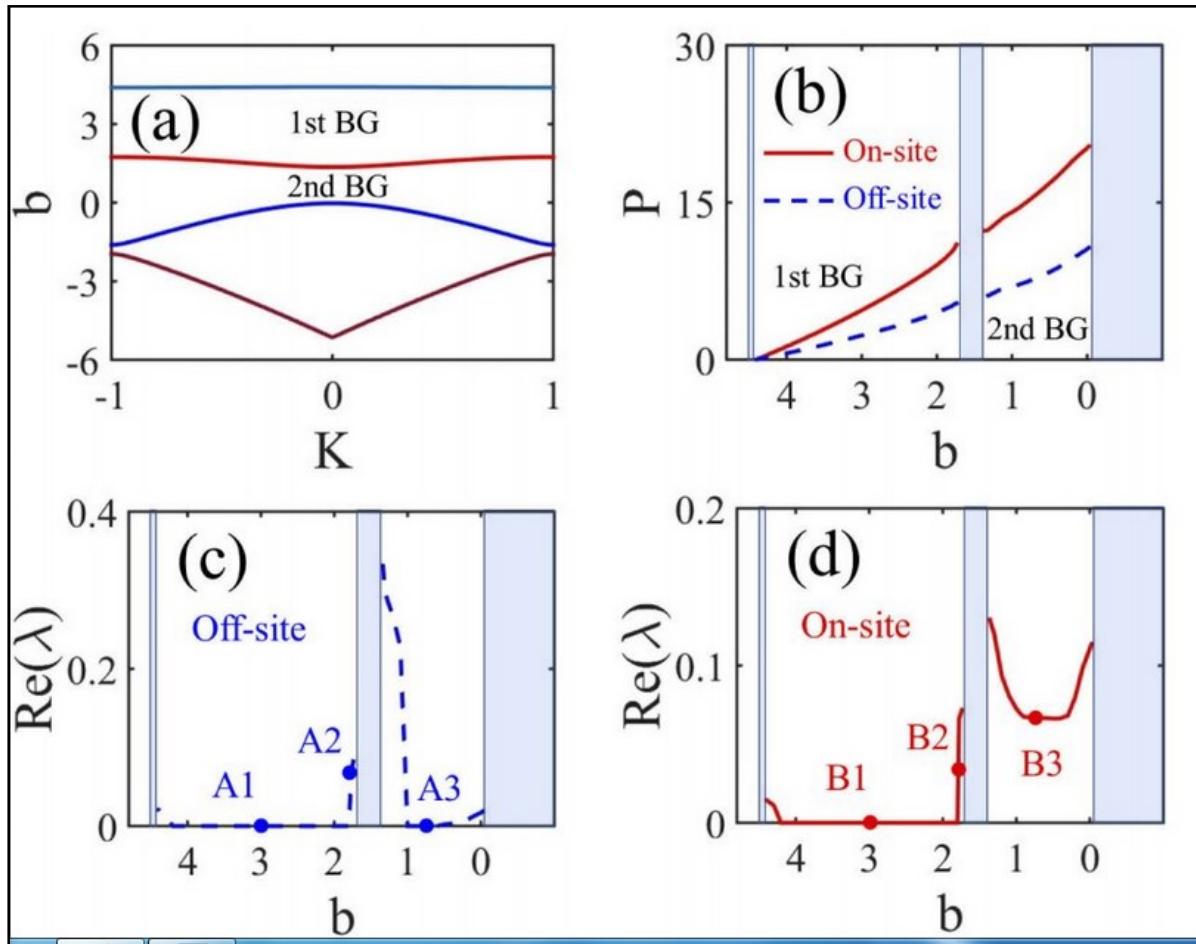 6
3
0
-3
-6
b
(a)
1st BG
2nd BG
-1
0
1
K
30
15
0
P
(b)
On-site
Off-site
1st BG
2nd BG
4
3
2
1
0
b
0.4
0.2
0
Re(λ)
(c)
Off-site
A1
A2
A3
4
3
2
1
0
b
0.2
0.1
0
Re(λ)
(d)
On-site
B1
B2
B3
4
3
2
1
0
b